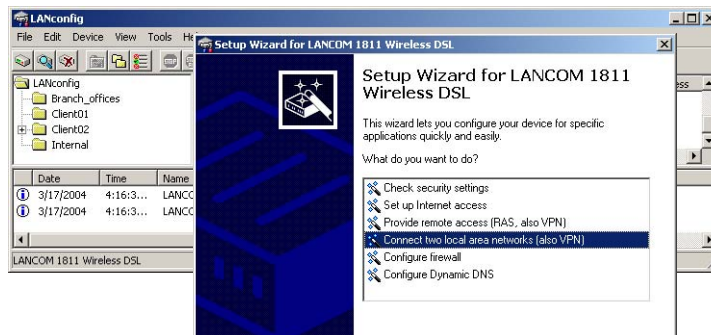 LANconfig
File Edit Device View Tools
Setup Wizard for LANCOM 1811 Wireless DSL
LANconfig
Branch_offices
Client01
Client02
Internal
Date Time Name
3/17/2004 4:16:3... LANCO
3/17/2004 4:16:3... LANCO
LANCOM 1811 Wireless DSL
Setup Wizard for LANCOM 1811
Wireless DSL
This wizard lets you configure your device for specific
applications quickly and easily.
What do you want to do?
Check security settings
Set up Internet access
Provide remote access (RAS, also VPN)
Connect two local area networks (also VPN)
Configure firewall
Configure Dynamic DNS